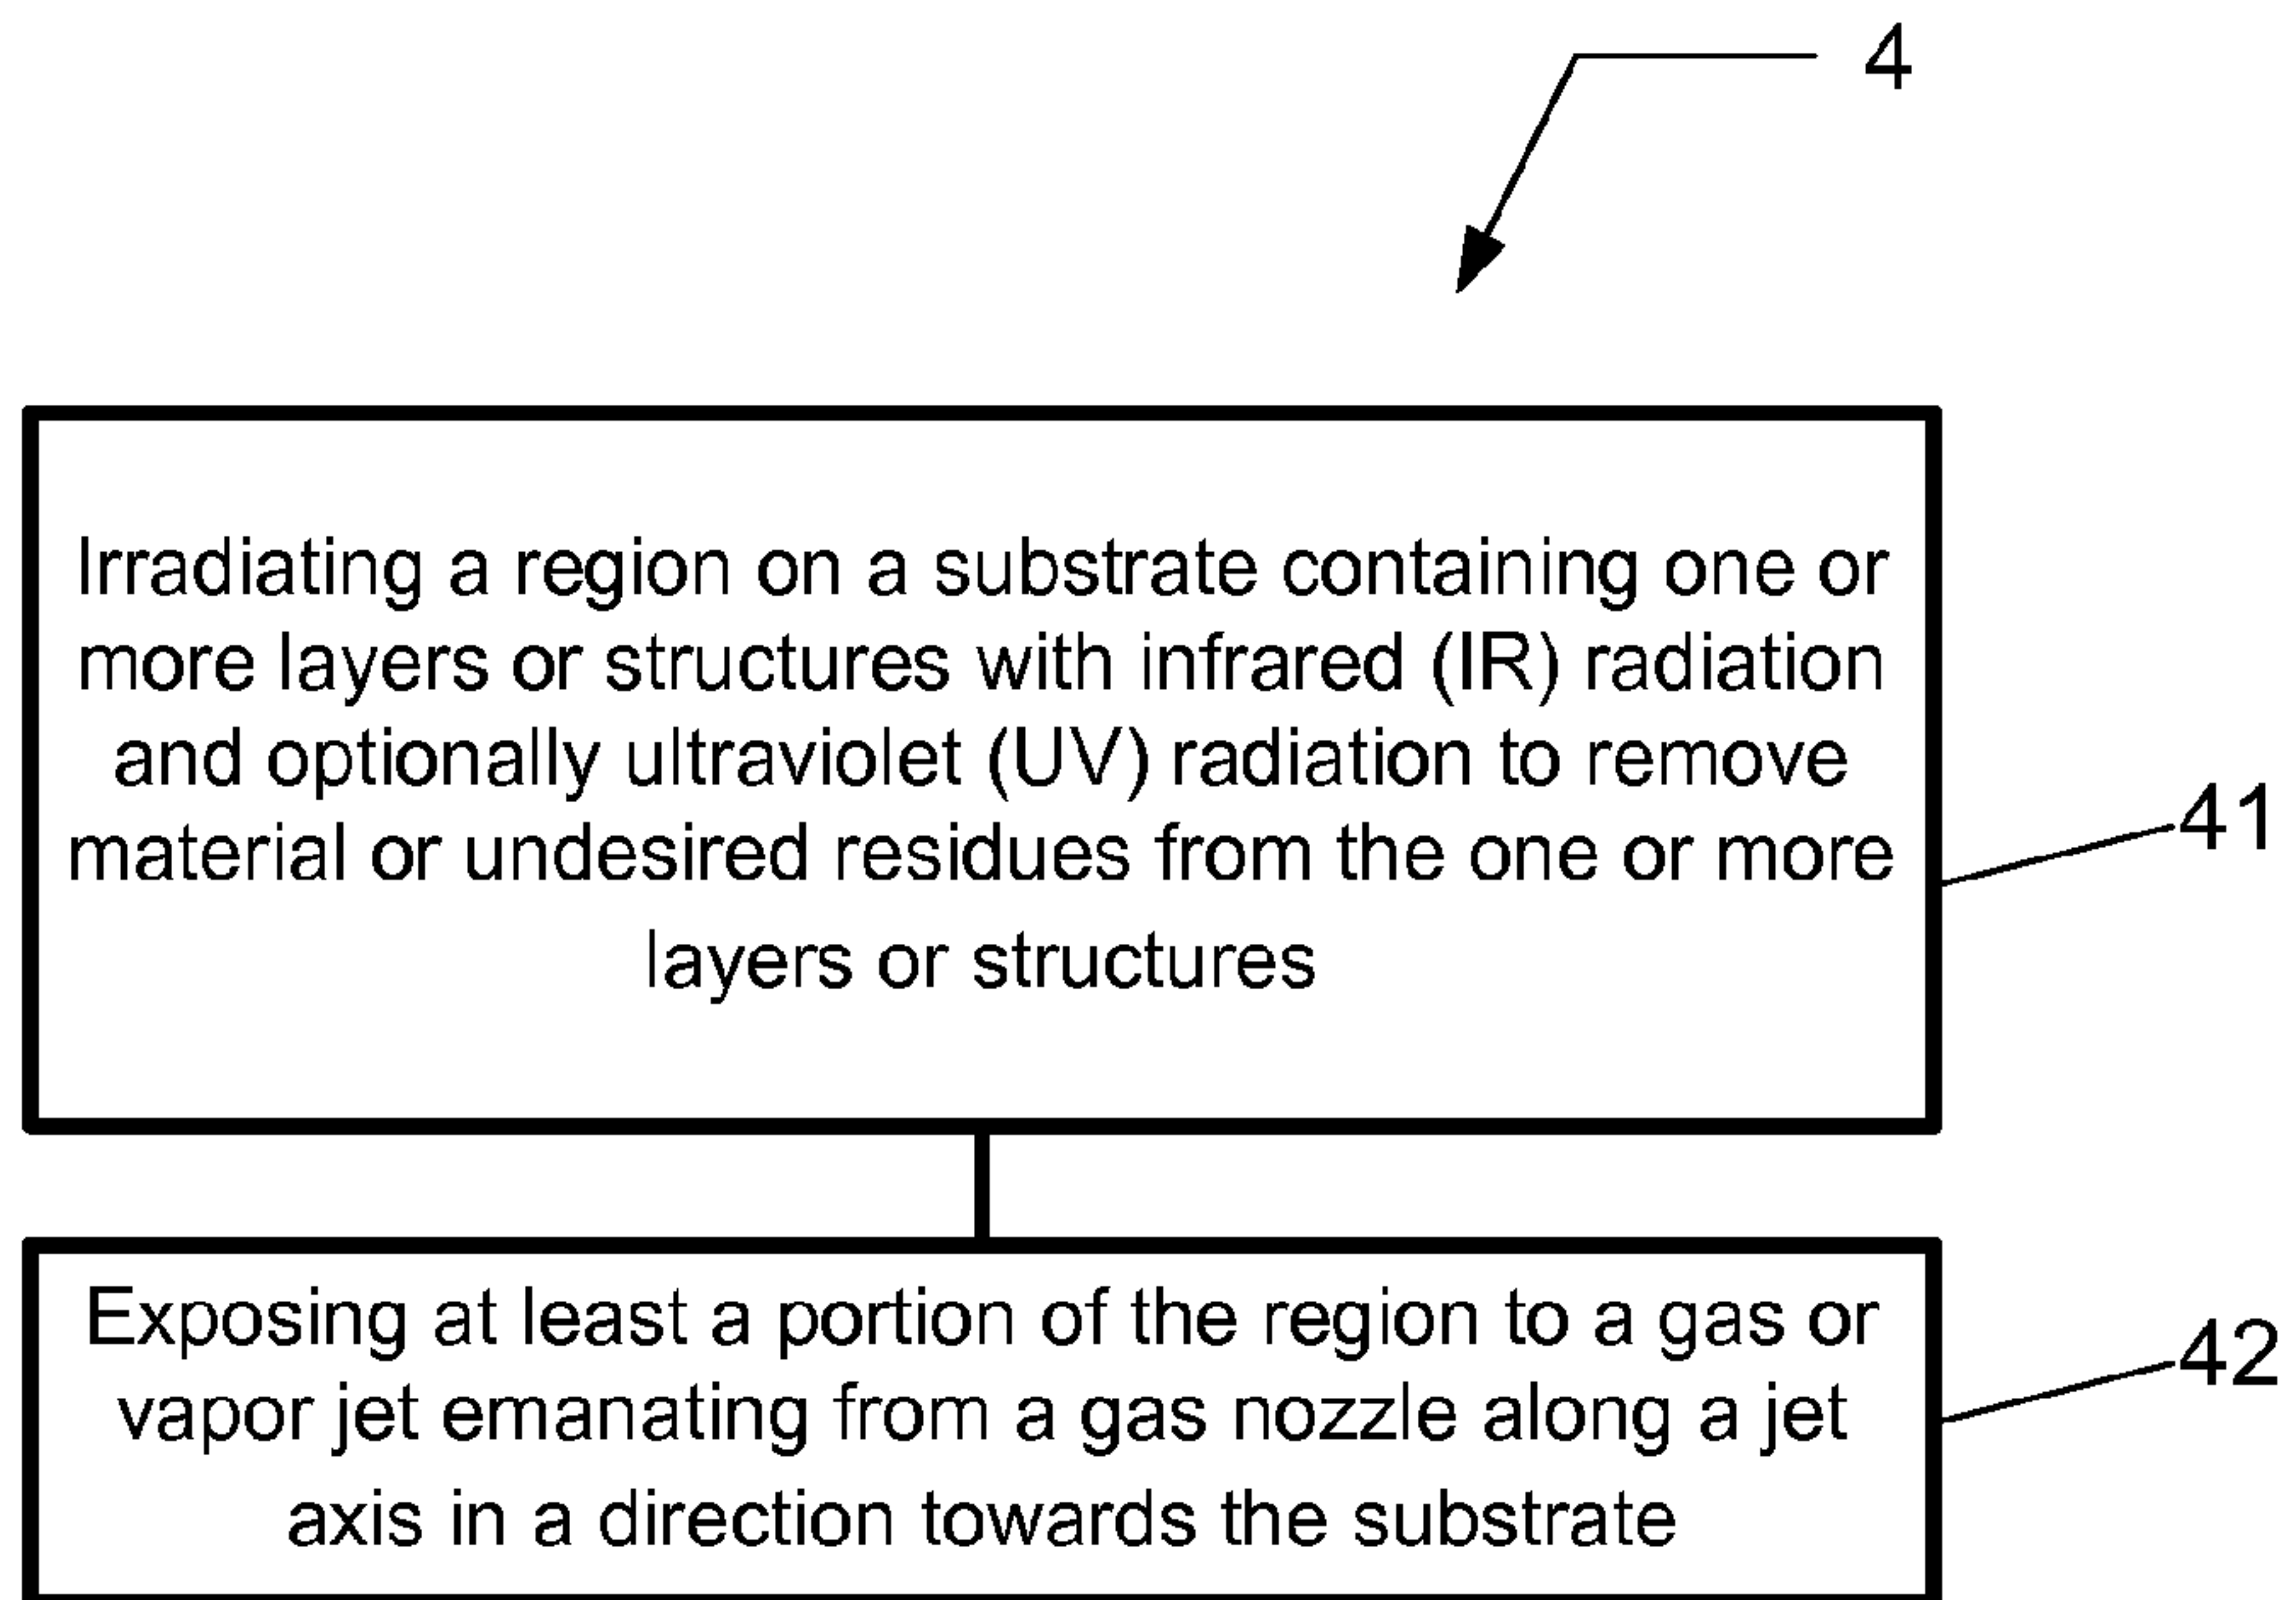 4
Irradiating a region on a substrate containing one or
more layers or structures with infrared (IR) radiation
and optionally ultraviolet (UV) radiation to remove
material or undesired residues from the one or more
layers or structures
41
Exposing at least a portion of the region to a gas or
vapor jet emanating from a gas nozzle along a jet
axis in a direction towards the substrate
42